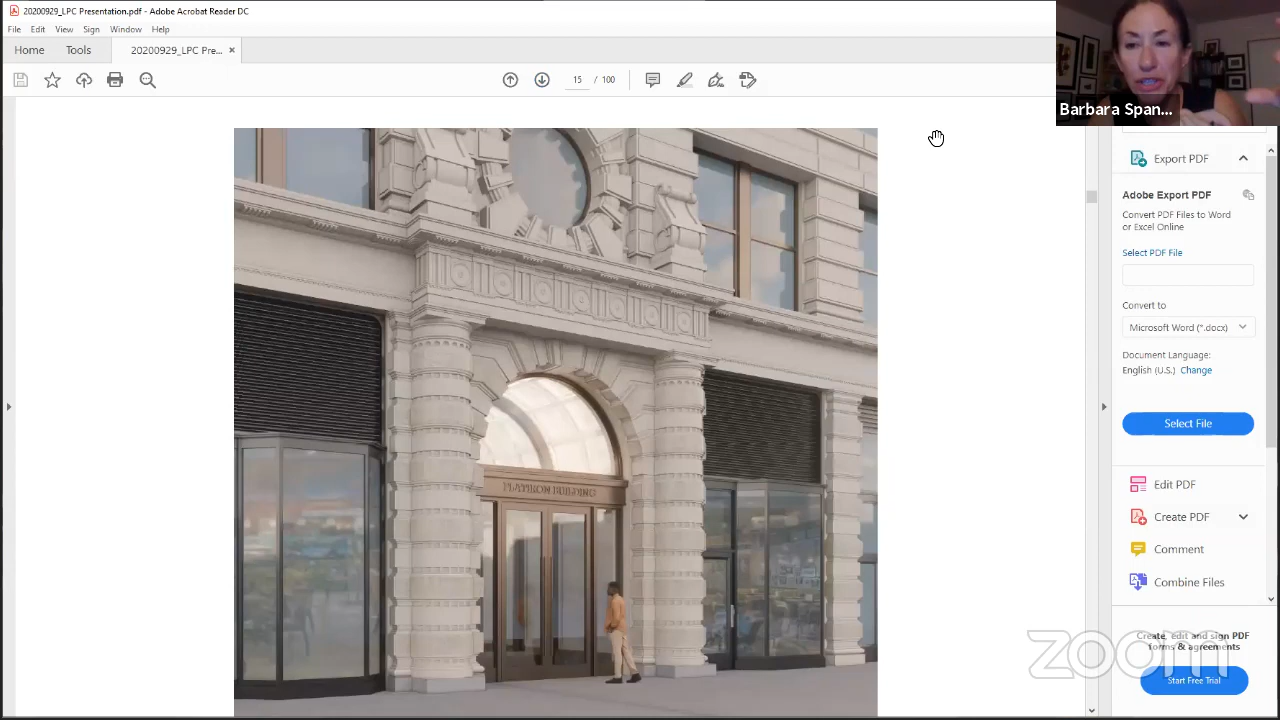 20200929_LPC Presentation.pdf - Adobe Acrobat Reader DC
File Edit View Sign Window Help
Home Tools 20200929_LPC Pre... ×
15 / 100
Barbara Span...
Export PDF
Adobe Export PDF
Convert PDF Files to Word
or Excel Online
Select PDF File
Convert to
Microsoft Word (*.docx)
Document Language:
English (U.S.) Change
Select File
FLATIRON BUILDING
Edit PDF
Create PDF
Comment
Combine Files
Create, edit and sign PDF
forms & agreements
Start Free Trial
zoom